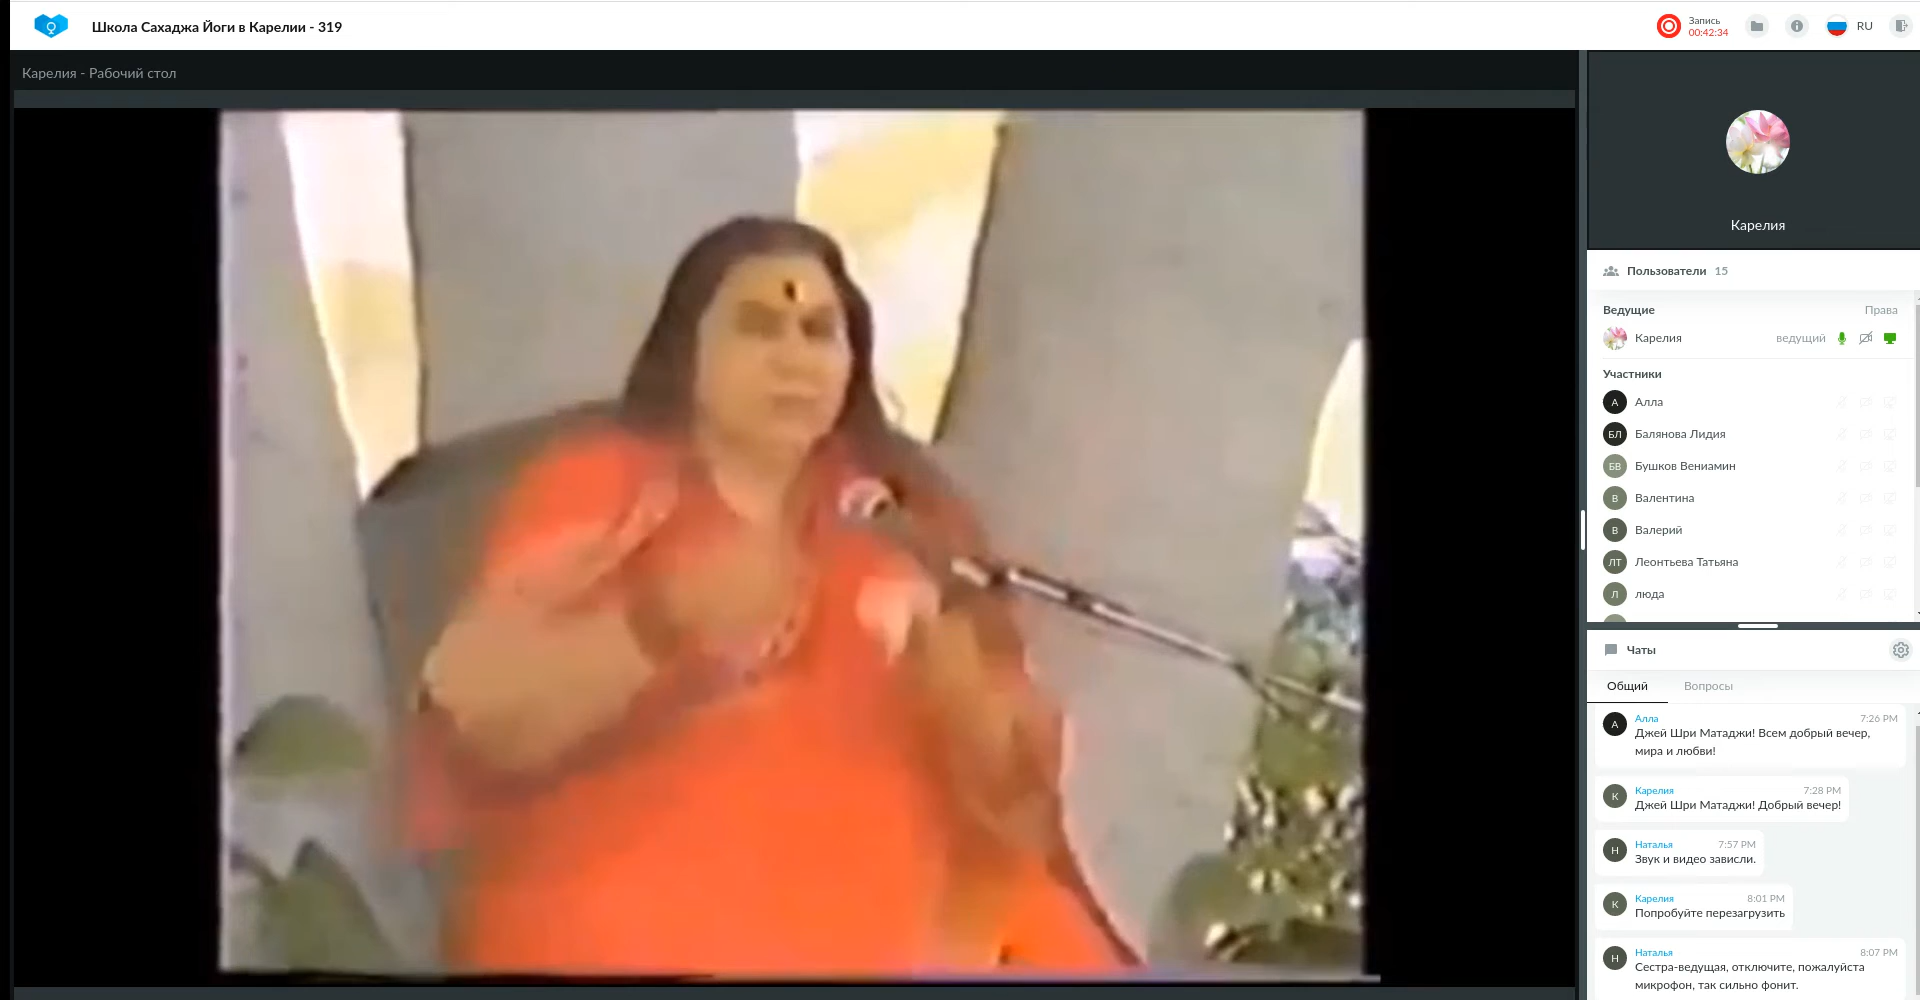 Школа Сахаджа Йоги в Карелии - 319
Запись
00:42:34
RU
Карелия - Рабочий стол
Карелия
Пользователи 15
Ведущие Права
Карелия ведущий
Участники
А Алла
БЛ Балянова Лидия
БВ Бушков Вениамин
В Валентина
В Валерий
ЛТ Леонтьева Татьяна
Л люда
Чаты
Общий Вопросы
А Алла 7:26 PM
Джей Шри Матаджи! Всем добрый вечер,
мира и любви!
К Карелия 7:28 PM
Джей Шри Матаджи! Добрый вечер!
Н Наталья 7:57 PM
Звук и видео зависли.
К Карелия 8:01 PM
Попробуйте перезагрузить
Н Наталья 8:07 PM
Сестра-ведущая, отключите, пожалуйста
микрофон, так сильно фонит.